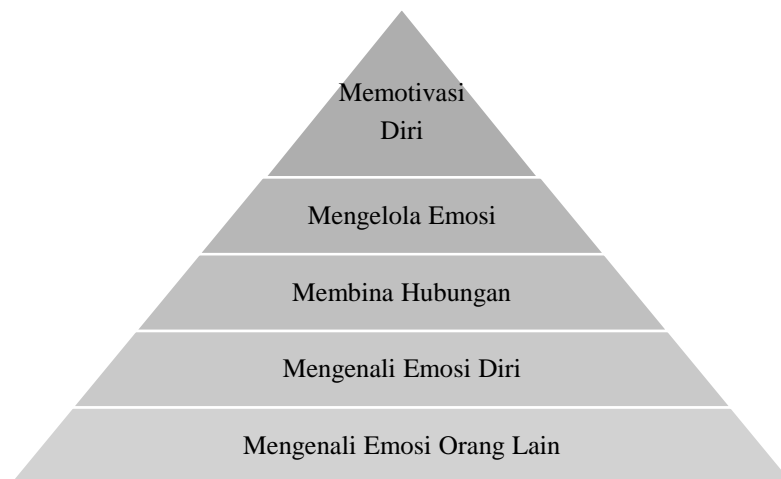 Memotivasi
Diri
Mengelola Emosi
Membina Hubungan
Mengenali Emosi Diri
Mengenali Emosi Orang Lain